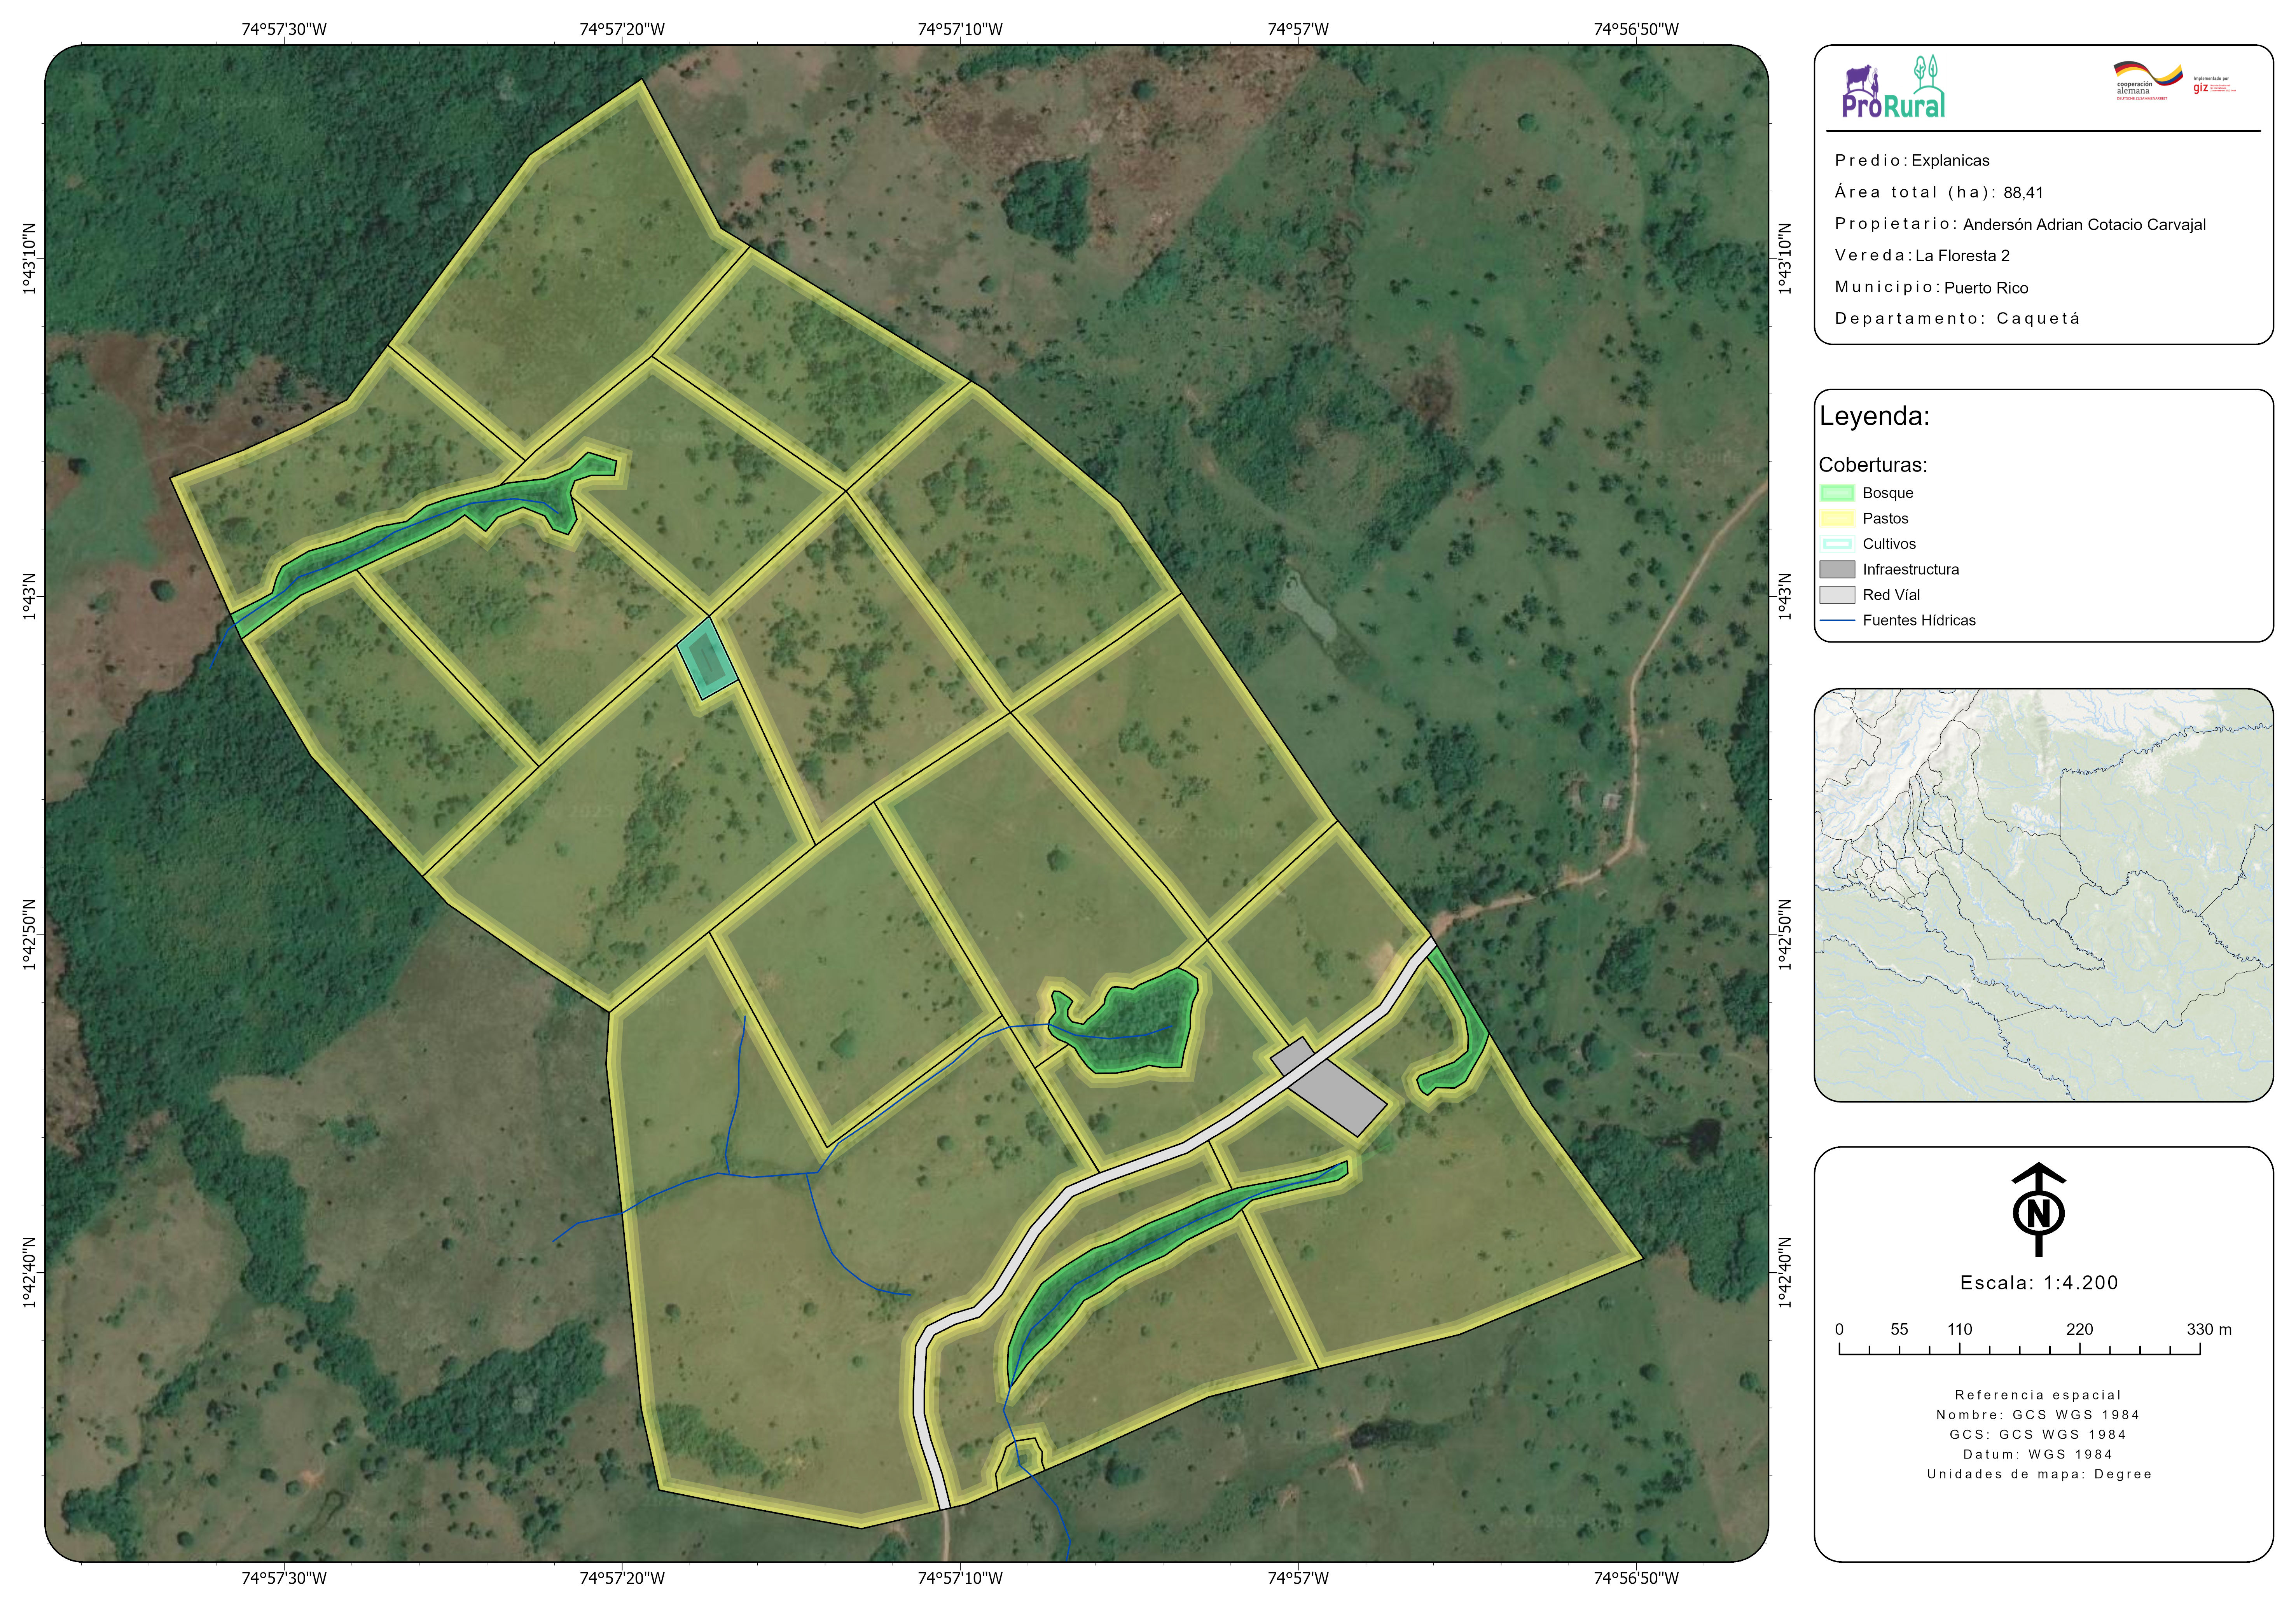 74°57'30"W 74°57'20"W 74°57'10"W 74°57'W 74°56'50"W
1°43'10"N
1°43'N
1°42'50"N
1°42'40"N
1°43'10"N
1°43'N
1°42'50"N
1°42'40"N
74°57'30"W 74°57'20"W 74°57'10"W 74°57'W 74°56'50"W
ProRural
cooperación
alemana
DEUTSCHE ZUSAMMENARBEIT
Implementada por
giz
Predio: Explanicas
Área total (ha): 88,41
Propietario: Andersón Adrian Cotacio Carvajal
Vereda: La Floresta 2
Municipio: Puerto Rico
Departamento: Caquetá
Leyenda:
Coberturas:
Bosque
Pastos
Cultivos
Infraestructura
Red Víal
Fuentes Hídricas
N
Escala: 1:4.200
0 55 110 220 330 m
Referencia espacial
Nombre: GCS WGS 1984
GCS: GCS WGS 1984
Datum: WGS 1984
Unidades de mapa: Degree